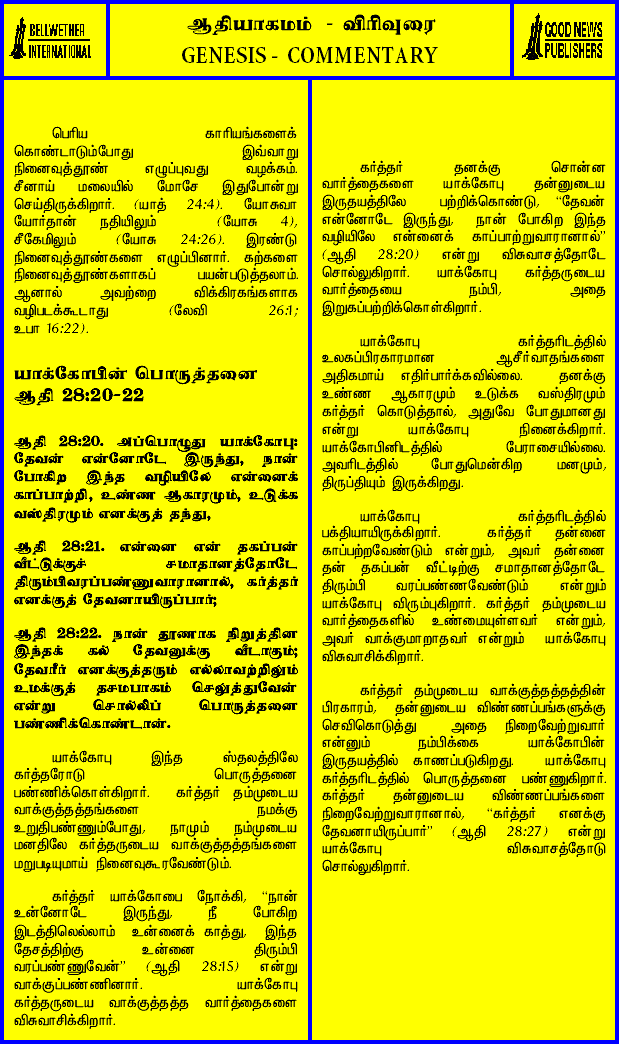 BELLWETHER
INTERNATIONAL
ஆதியாகமம் - விரிவுரை
GENESIS - COMMENTARY
GOOD NEWS
PUBLISHERS
பெரிய காரியங்களைக்
கொண்டாடும்போது இவ்வாறு
நினைவுத்தூண் எழுப்புவது வழக்கம்.
சீனாய் மலையில் மோசே இதுபோன்று
செய்திருக்கிறார். (யாத் 24:4). யோசுவா
யோர்தான் நதியிலும் (யோசு 4),
சீகேமிலும் (யோசு 24:26). இரண்டு
நினைவுத்தூண்களை எழுப்பினார். கற்களை
நினைவுத்தூண்களாகப் பயன்படுத்தலாம்.
ஆனால் அவற்றை விக்கிரகங்களாக
வழிபடக்கூடாது (லேவி 26:1;
உபா 16:22).
யாக்கோபின் பொருத்தனை
ஆதி 28:20-22
ஆதி 28:20. அப்பொழுது யாக்கோபு:
தேவன் என்னோடே இருந்து, நான்
போகிற இந்த வழியிலே என்னைக்
காப்பாற்றி, உண்ண ஆகாரமும், உடுக்க
வஸ்திரமும் எனக்குத் தந்து,
ஆதி 28:21. என்னை என் தகப்பன்
வீட்டுக்குச் சமாதானத்தோடே
திரும்பிவரப்பண்ணுவாரானால், கர்த்தர்
எனக்குத் தேவனாயிருப்பார்;
ஆதி 28:22. நான் தூணாக நிறுத்தின
இந்தக் கல் தேவனுக்கு வீடாகும்;
தேவரீர் எனக்குத்தரும் எல்லாவற்றிலும்
உமக்குத் தசமபாகம் செலுத்துவேன்
என்று சொல்லிப் பொருத்தனை
பண்ணிக்கொண்டான்.
யாக்கோபு இந்த ஸ்தலத்திலே
கர்த்தரோடு பொருத்தனை
பண்ணிக்கொள்கிறார். கர்த்தர் தம்முடைய
வாக்குத்தத்தங்களை நமக்கு
உறுதிபண்ணும்போது, நாமும் நம்முடைய
மனதிலே கர்த்தருடைய வாக்குத்தத்தங்களை
மறுபடியுமாய் நினைவுகூரவேண்டும்.
கர்த்தர் யாக்கோபை நோக்கி, "நான்
உன்னோடே இருந்து, நீ போகிற
இடத்திலெல்லாம் உன்னைக் காத்து, இந்த
தேசத்திற்கு உன்னை திரும்பி
வரப்பண்ணுவேன்" (ஆதி 28:15) என்று
வாக்குப்பண்ணினார். யாக்கோபு
கர்த்தருடைய வாக்குத்தத்த வார்த்தைகளை
விசுவாசிக்கிறார்.
கர்த்தர் தனக்கு சொன்ன
வார்த்தைகளை யாக்கோபு தன்னுடைய
இருதயத்திலே பற்றிக்கொண்டு, "தேவன்
என்னோடே இருந்து, நான் போகிற இந்த
வழியிலே என்னைக் காப்பாற்றுவாரானால்"
(ஆதி 28:20) என்று விசுவாசத்தோடே
சொல்லுகிறார். யாக்கோபு கர்த்தருடைய
வார்த்தையை நம்பி, அதை
இறுகப்பற்றிக்கொள்கிறார்.
யாக்கோபு கர்த்தரிடத்தில்
உலகப்பிரகாரமான ஆசீர்வாதங்களை
அதிகமாய் எதிர்பார்க்கவில்லை. தனக்கு
உண்ண ஆகாரமும் உடுக்க வஸ்திரமும்
கர்த்தர் கொடுத்தால், அதுவே போதுமானது
என்று யாக்கோபு நினைக்கிறார்.
யாக்கோபினிடத்தில் பேராசையில்லை.
அவரிடத்தில் போதுமென்கிற மனமும்,
திருப்தியும் இருக்கிறது.
யாக்கோபு கர்த்தரிடத்தில்
பக்தியாயிருக்கிறார். கர்த்தர் தன்னை
காப்பற்றவேண்டும் என்றும், அவர் தன்னை
தன் தகப்பன் வீட்டிற்கு சமாதானத்தோடே
திரும்பி வரப்பண்ணவேண்டும் என்றும்
யாக்கோபு விரும்புகிறார். கர்த்தர் தம்முடைய
வார்த்தைகளில் உண்மையுள்ளவர் என்றும்,
அவர் வாக்குமாறாதவர் என்றும் யாக்கோபு
விசுவாசிக்கிறார்.
கர்த்தர் தம்முடைய வாக்குத்தத்தத்தின்
பிரகாரம், தன்னுடைய விண்ணப்பங்களுக்கு
செவிகொடுத்து அதை நிறைவேற்றுவார்
என்னும் நம்பிக்கை யாக்கோபின்
இருதயத்தில் காணப்படுகிறது. யாக்கோபு
கர்த்தரிடத்தில் பொருத்தனை பண்ணுகிறார்.
கர்த்தர் தன்னுடைய விண்ணப்பங்களை
நிறைவேற்றுவாரானால், "கர்த்தர் எனக்கு
தேவனாயிருப்பார்" (ஆதி 28:27) என்று
யாக்கோபு விசுவாசத்தோடு
சொல்லுகிறார்.